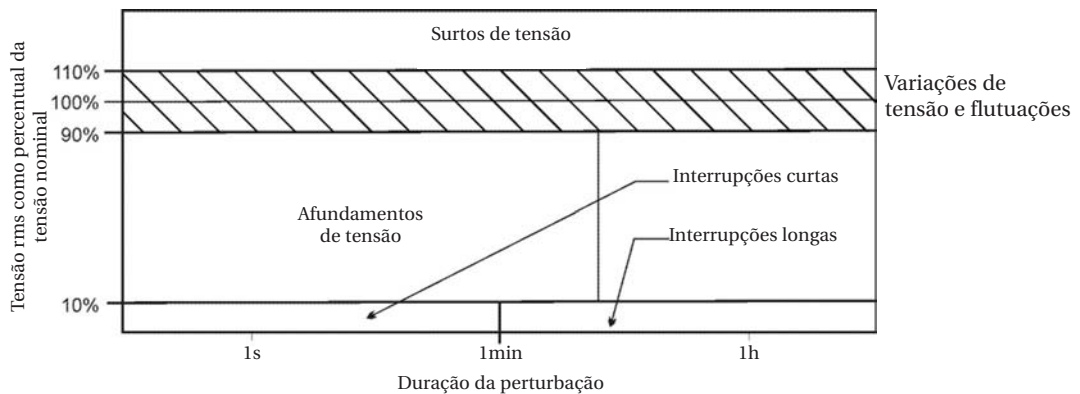 Surtos de tensão
Tensão rms como percentual da
tensão nominal
110%
100%
90%
10%
Variações de
tensão e flutuações
Interrupções curtas
Afundamentos
de tensão
Interrupções longas
1s
1min
1h
Duração da perturbação